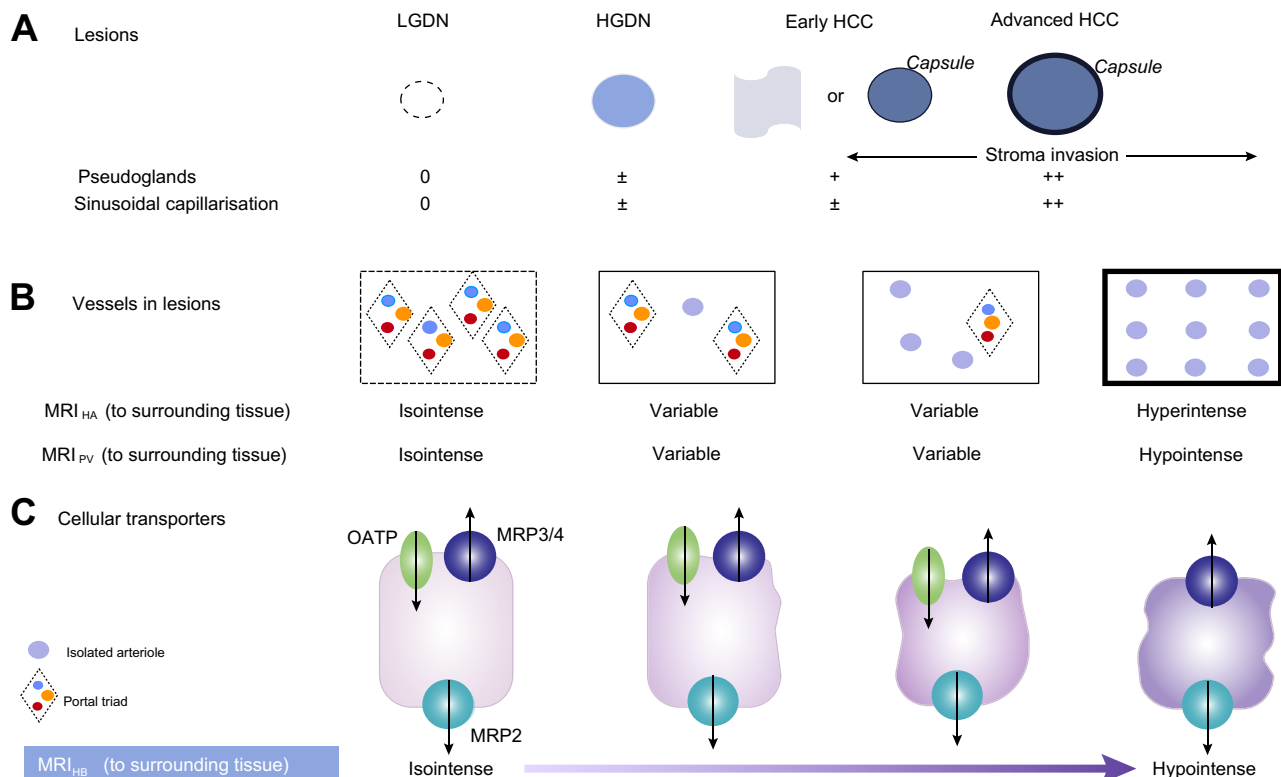 A Lesions LGDN HGDN Early HCC Advanced HCC
Capsule Capsule
or
Stroma invasion
Pseudoglands 0 ± + ++
Sinusoidal capillarisation 0 ± ± ++
B Vessels in lesions
MRI HA (to surrounding tissue) Isointense Variable Variable Hyperintense
MRI PV (to surrounding tissue) Isointense Variable Variable Hypointense
C Cellular transporters
OATP MRP3/4
Isolated arteriole
Portal triad
MRP2
MRI HB (to surrounding tissue) Isointense Hypointense